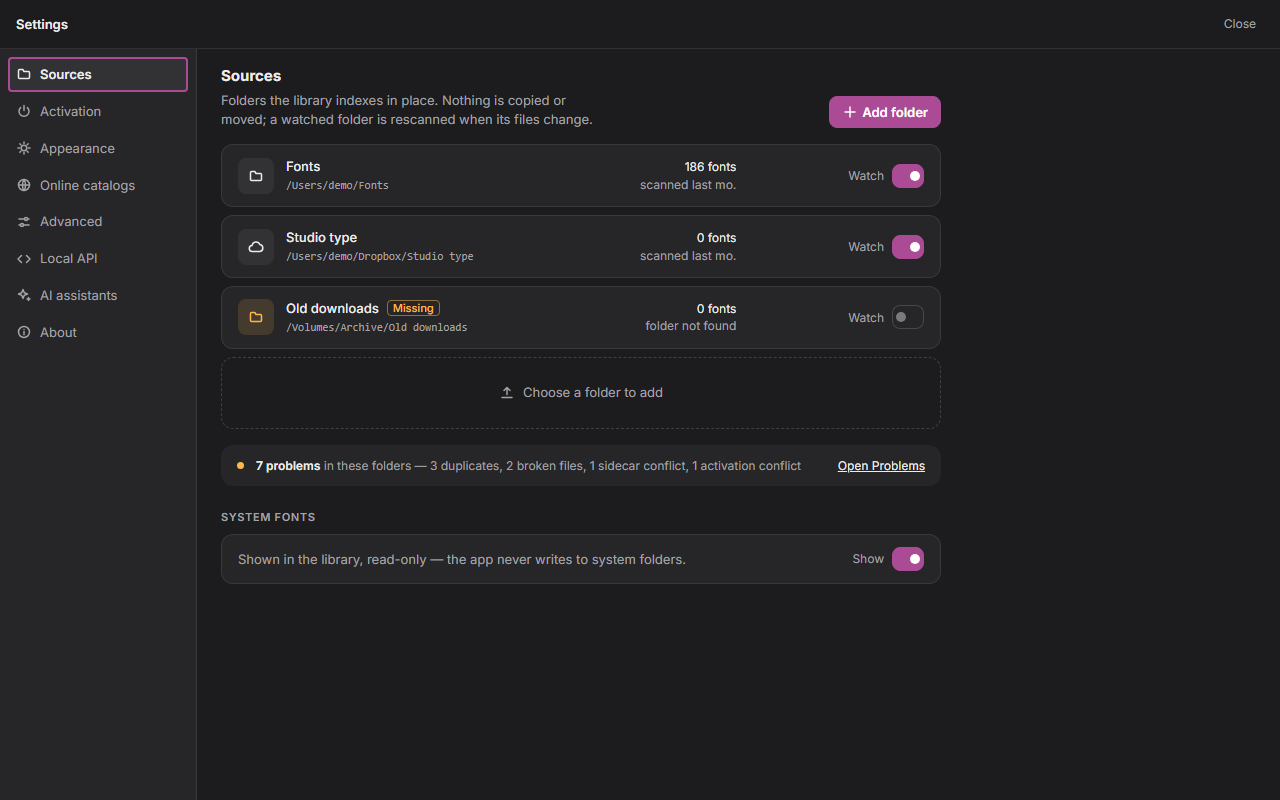 Settings
Close
Sources
Activation
Appearance
Online catalogs
Advanced
Local API
AI assistants
About
Sources
Folders the library indexes in place. Nothing is copied or
moved; a watched folder is rescanned when its files change.
Add folder
Fonts
/Users/demo/Fonts
186 fonts
scanned last mo.
Watch
Studio type
/Users/demo/Dropbox/Studio type
0 fonts
scanned last mo.
Watch
Old downloads Missing
/Volumes/Archive/Old downloads
0 fonts
folder not found
Watch
Choose a folder to add
7 problems in these folders — 3 duplicates, 2 broken files, 1 sidecar conflict, 1 activation conflict
Open Problems
SYSTEM FONTS
Shown in the library, read-only — the app never writes to system folders.
Show